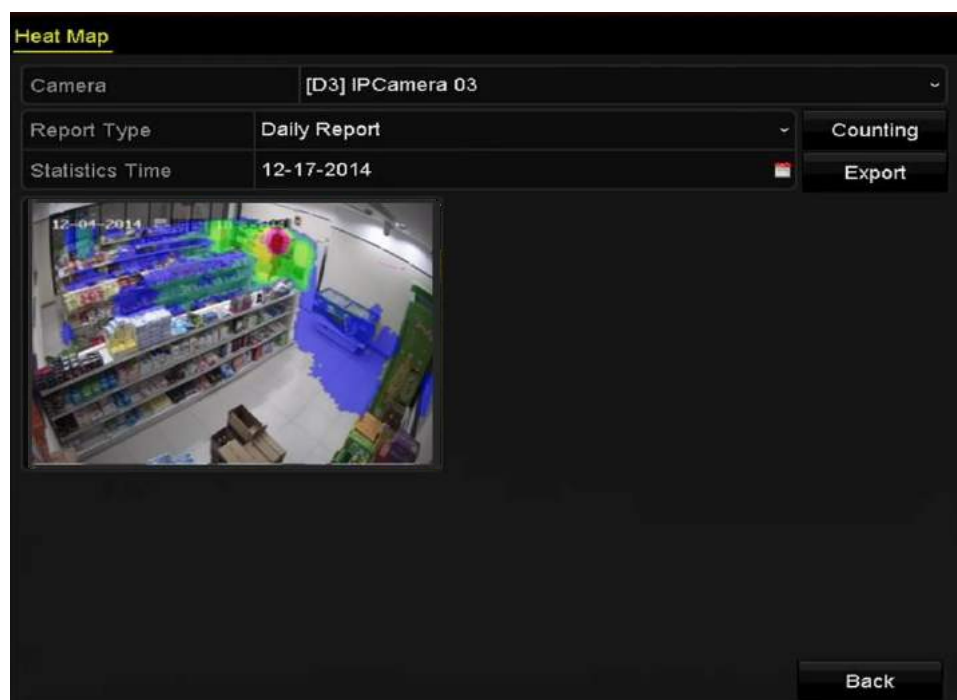 Heat Map
Camera [D3] IPCamera 03
Report Type Daily Report Counting
Statistics Time 12-17-2014 Export
12-04-2014
Back